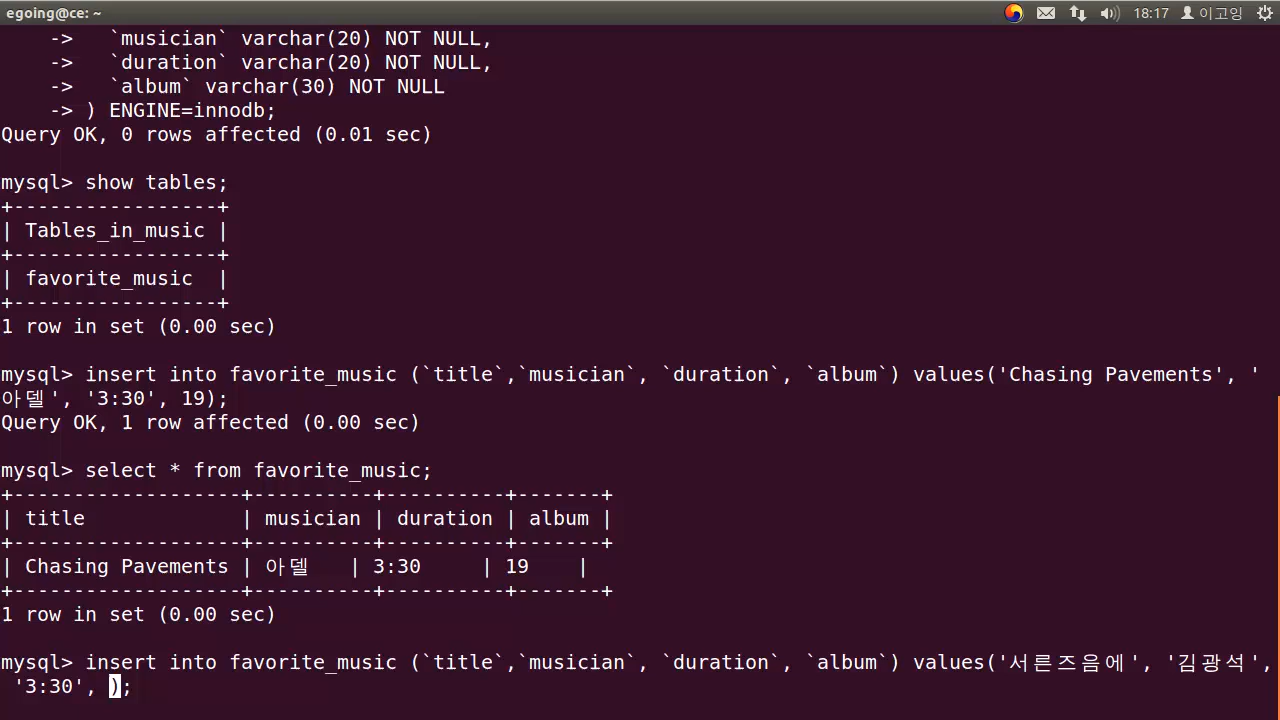 egoing@ce: ~ 18:17 이고잉
-> `musician` varchar(20) NOT NULL,
-> `duration` varchar(20) NOT NULL,
-> `album` varchar(30) NOT NULL
-> ) ENGINE=innodb;
Query OK, 0 rows affected (0.01 sec)
mysql> show tables;
+-----------------+
| Tables_in_music |
+-----------------+
| favorite_music  |
+-----------------+
1 row in set (0.00 sec)
mysql> insert into favorite_music (`title`,`musician`, `duration`, `album`) values('Chasing Pavements', '
아델', '3:30', 19);
Query OK, 1 row affected (0.00 sec)
mysql> select * from favorite_music;
+-------------------+----------+----------+-------+
| title             | musician | duration | album |
+-------------------+----------+----------+-------+
| Chasing Pavements | 아델   | 3:30     | 19    |
+-------------------+----------+----------+-------+
1 row in set (0.00 sec)
mysql> insert into favorite_music (`title`,`musician`, `duration`, `album`) values('서른즈음에', '김광석',
'3:30', );